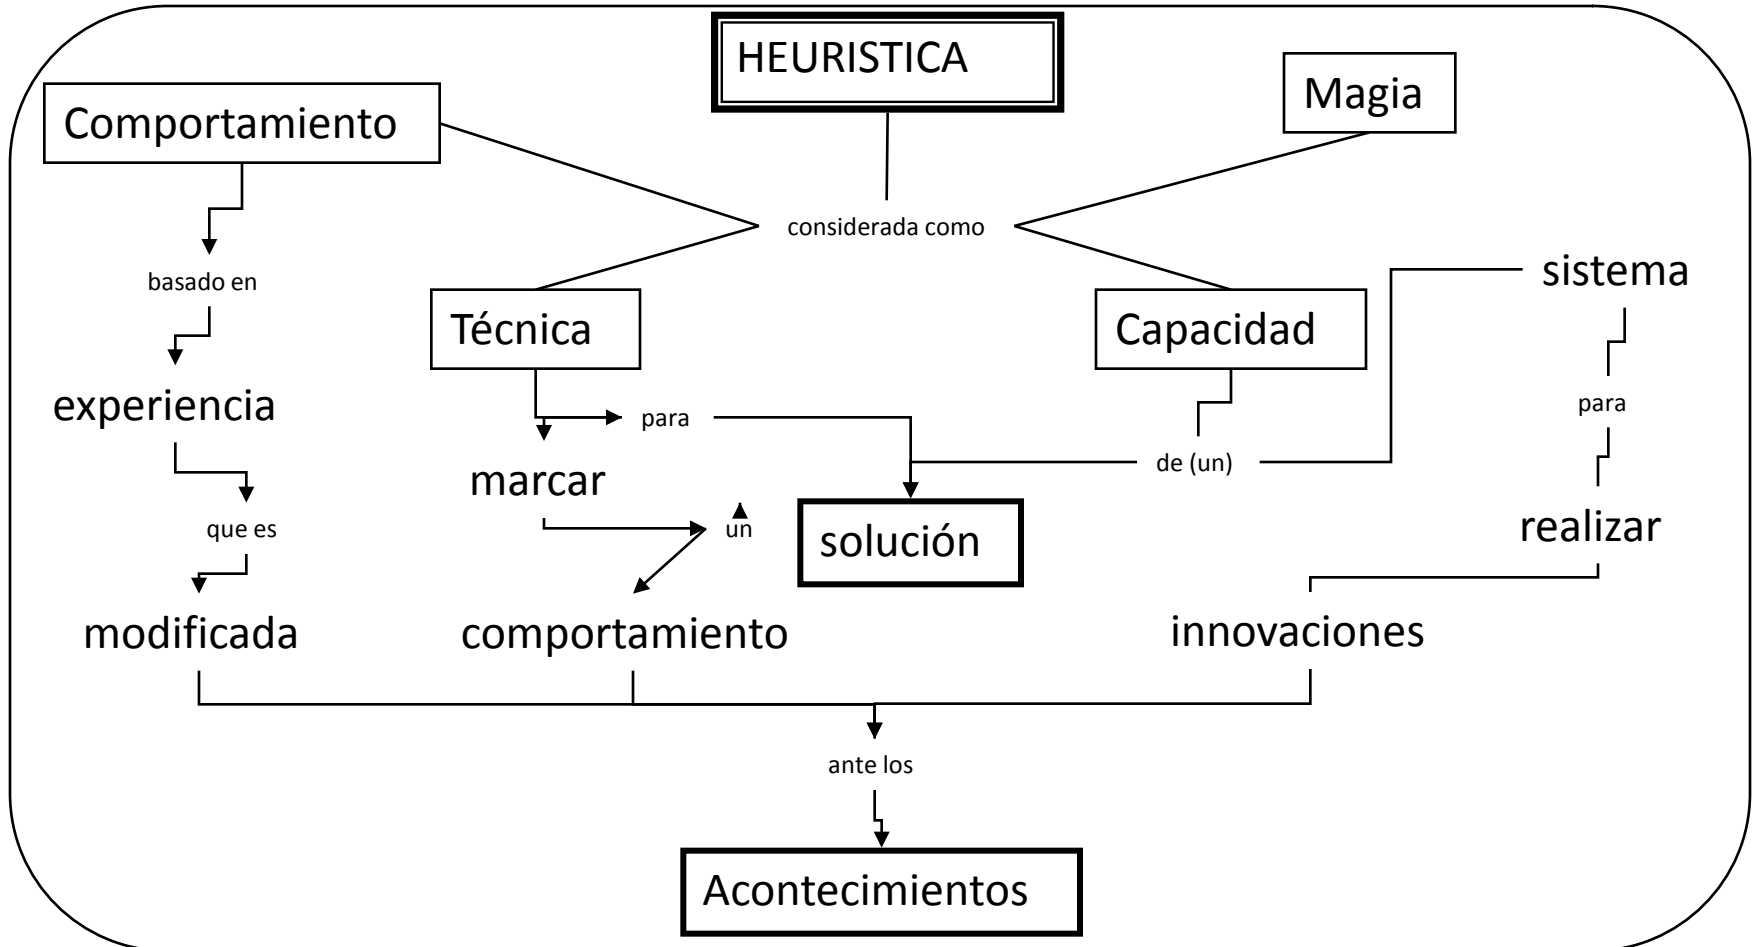 HEURISTICA
Magia
Comportamiento
considerada como
basado en
sistema
Técnica
Capacidad
experiencia
para
para
de (un)
marcar
que es
un
solución
realizar
modificada
comportamiento
innovaciones
ante los
Acontecimientos